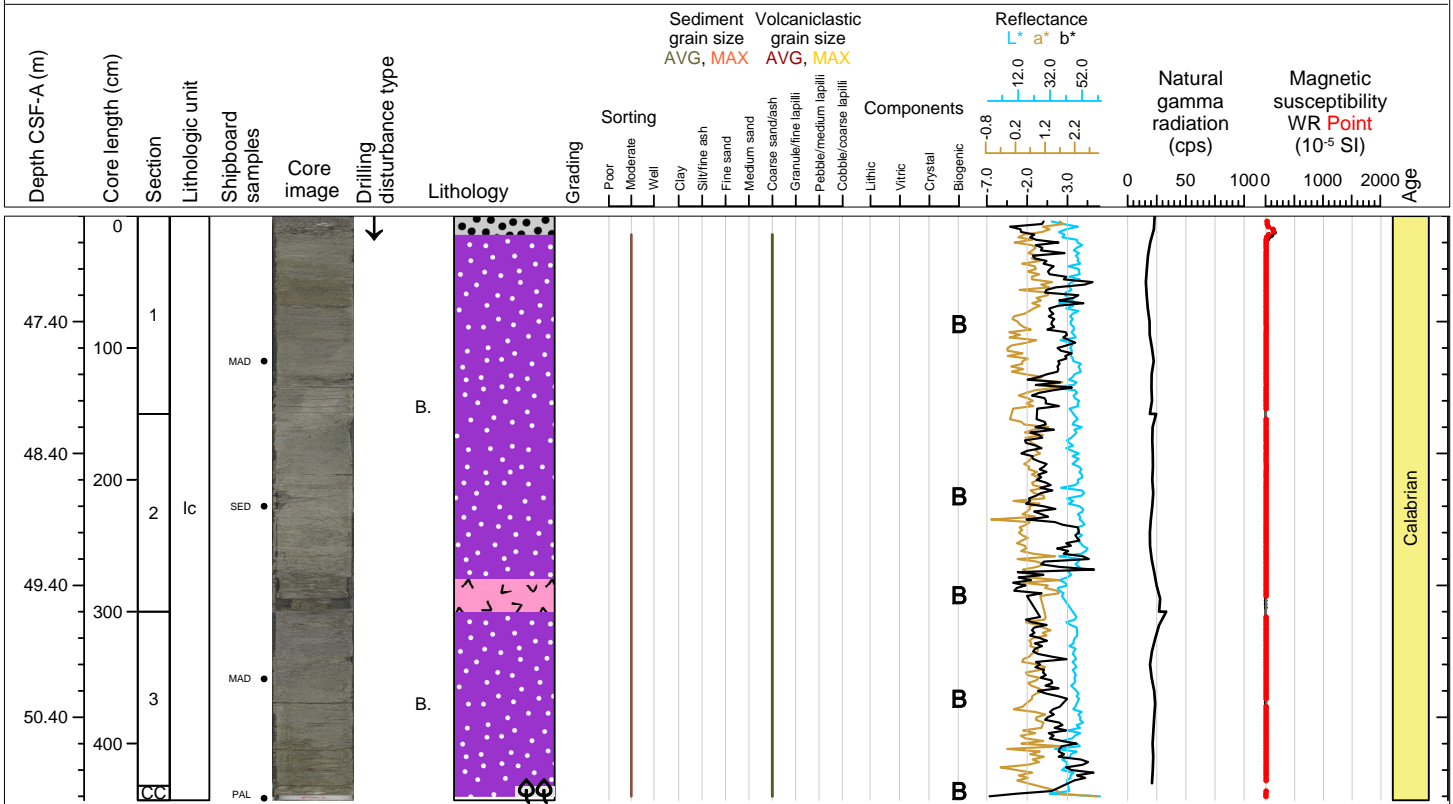 Depth CSF-A (m)
Core length (cm)
Section
Lithologic unit
Shipboard
samples
Core
image
Drilling
disturbance type
Lithology
Grading
Sorting
Poor
Moderate
Well
Sediment
grain size
AVG, MAX
Volcaniclastic
grain size
AVG, MAX
Clay
Silt/fine ash
Fine sand
Medium sand
Coarse sand/ash
Granule/fine lapilli
Pebble/medium lapilli
Cobble/coarse lapilli
Components
Lithic
Vitric
Crystal
Biogenic
Reflectance
L* a* b*
12.0 32.0 52.0
-0.8 0.2 1.2 2.2
-7.0 -2.0 3.0
Natural
gamma
radiation
(cps)
0 50 100
Magnetic
susceptibility
WR Point
(10-5 SI)
0 1000 2000
Age
0
47.40
100
48.40
200
49.40
300
50.40
400
1
2
3
CC
Ic
MAD
SED
MAD
PAL
B.
B.
B
B
B
B
B
Calabrian